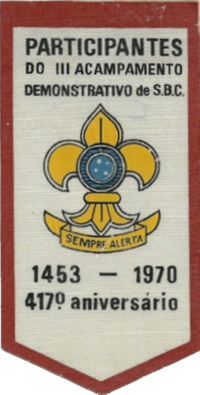 PARTICIPANTES
DO III ACAMPAMENTO
DEMONSTRATIVO de S.B.C.
SEMPRE ALERTA
1453 — 1970
417º aniversário